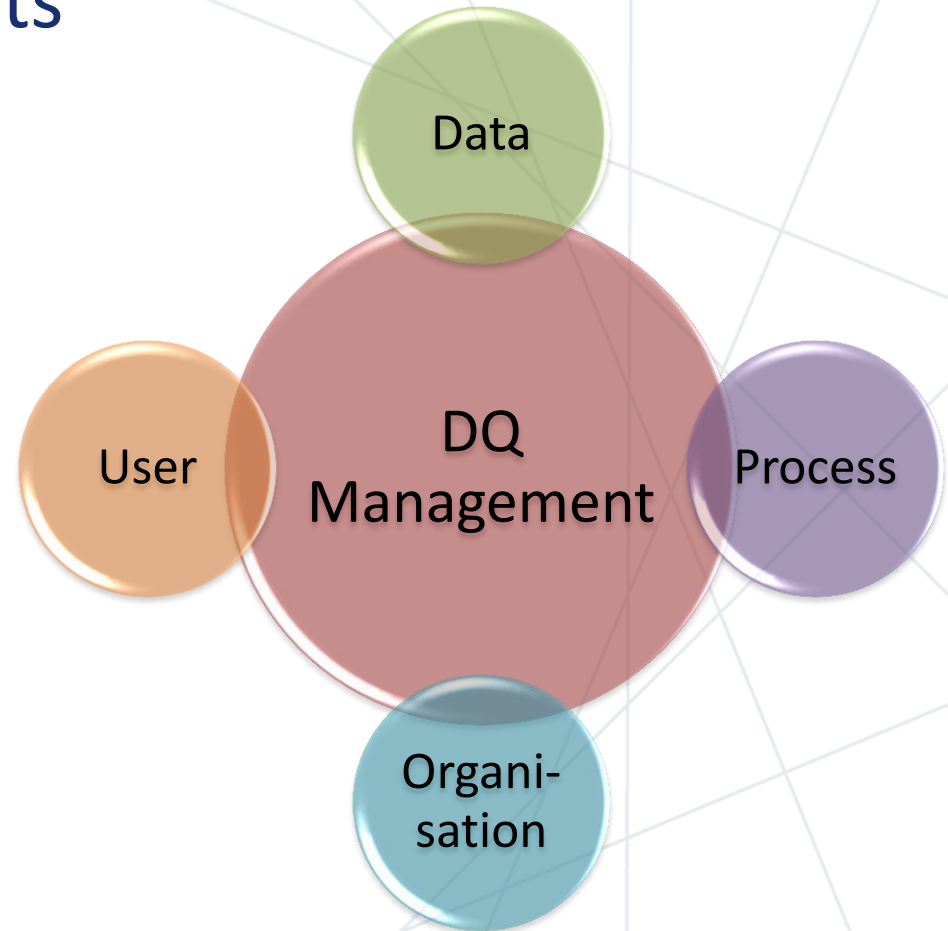 ts
Data
User
DQ
Management
Process
Organi-
sation